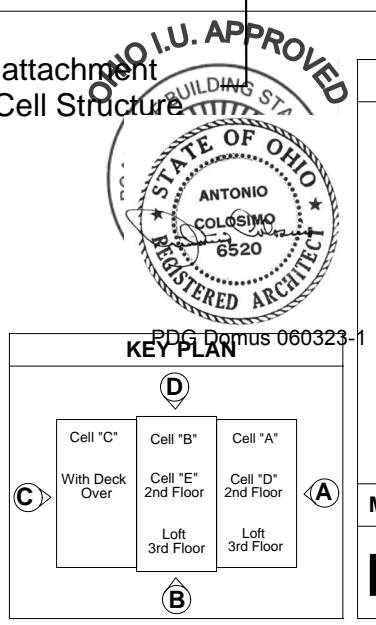 attachment
Cell Structure
OHIO I.U. APPROVED
BUILDING STA
STATE OF OHIO
ANTONIO
COLOSIMO
6520
REGISTERED ARCHITECT
PDG Domus 060323-1
KEY PLAN
D
Cell "C"
Cell "B"
Cell "A"
With Deck
Over
Cell "E"
2nd Floor
Cell "D"
2nd Floor
C
A
Loft
3rd Floor
Loft
3rd Floor
B